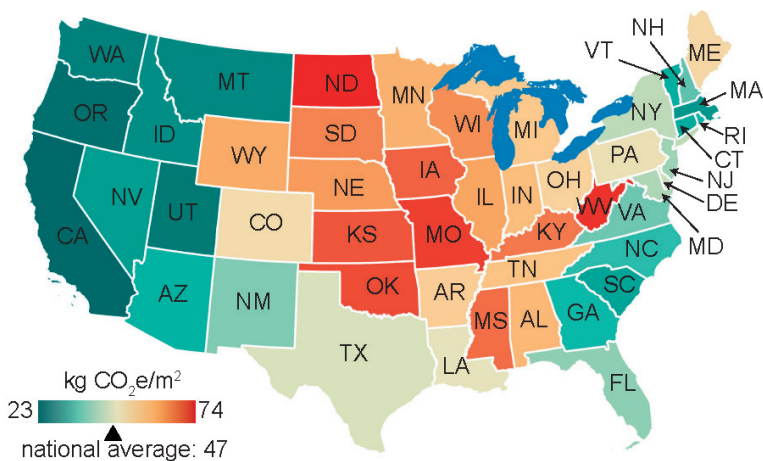 WA
MT
ND
MN
VT
NH
ME
OR
ID
SD
WI
MI
NY
MA
WY
IA
PA
RI
NV
UT
CO
NE
IL
IN
OH
CT
NJ
CA
KS
MO
KY
WV
VA
DE
MD
AZ
NM
OK
AR
TN
NC
SC
TX
LA
MS
AL
GA
FL
kg CO₂e/m²
23 74
national average: 47